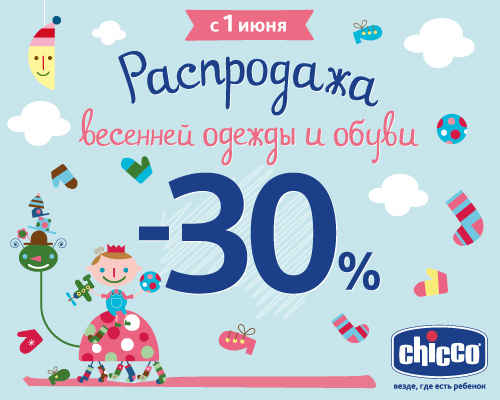 с 1 июня
Распродажа
весенней одежды и обуви
-30%
chicco
везде, где есть ребенок